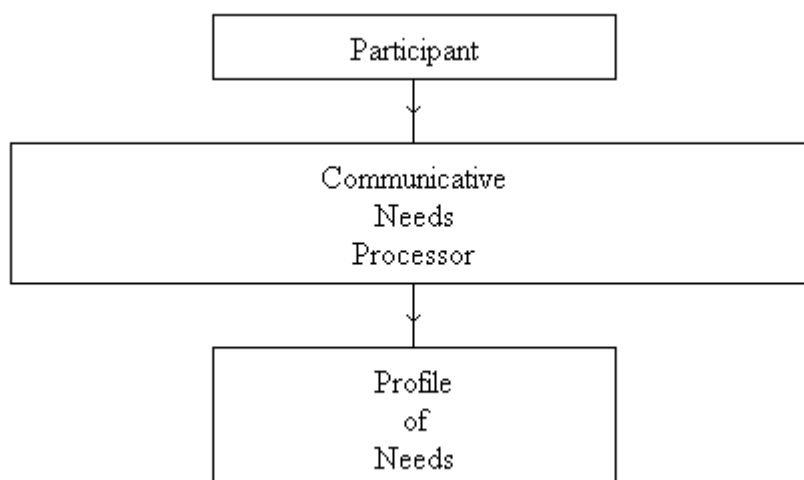 Participant
Communicative
Needs
Processor
Profile
of
Needs